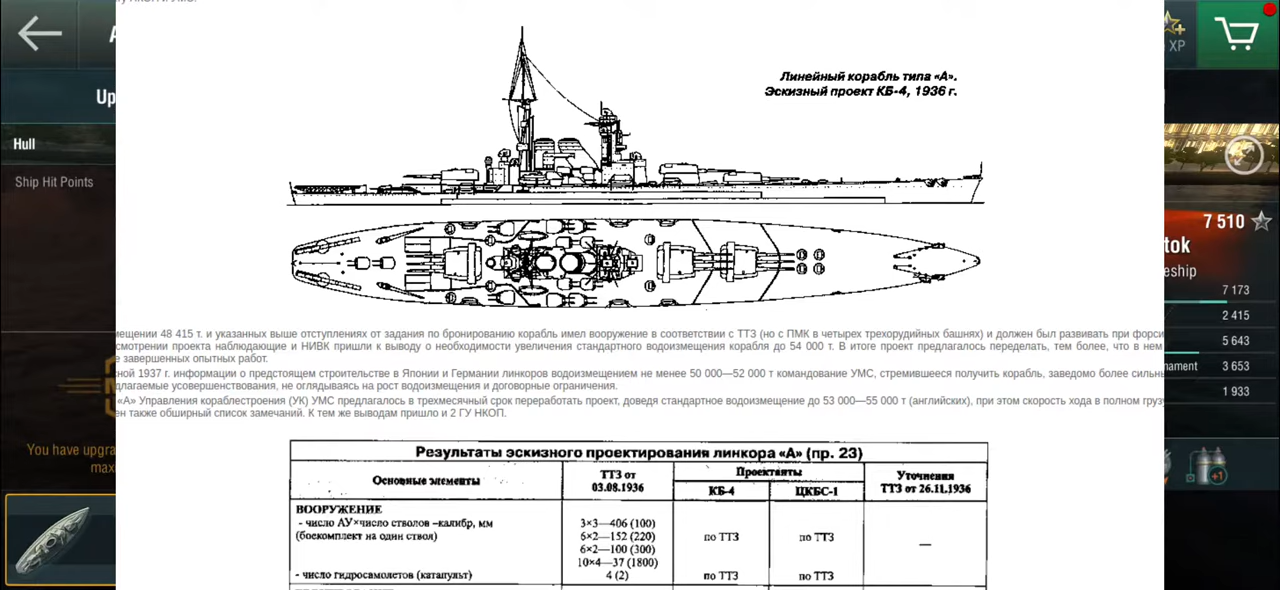 XP
Up
Hull
Ship Hit Points
7 510
tok
eship
7 173
2 415
5 643
nament 3 653
1 933
+1
You have upgra
max
Линейный корабль типа «А».
Эскизный проект КБ-4, 1936 г.
мещении 48 415 т. и указанных выше отступлениях от задания по бронированию корабль имел вооружение в соответствии с ТТЗ (но с ПМК в четырех трехорудийных башнях) и должен был развивать при форси
смотрении проекта наблюдающие и НИВК пришли к выводу о необходимости увеличения стандартного водоизмещения корабля до 54 000 т. В итоге проект предлагалось переделать, тем более, что в нем
е завершенных опытных работ.
сной 1937 г. информации о предстоящем строительстве в Японии и Германии линкоров водоизмещением не менее 50 000—52 000 т командование УМС, стремившееся получить корабль, заведомо более сильн
длагаемые усовершенствования, не оглядываясь на рост водоизмещения и договорные ограничения.
«А» Управления кораблестроения (УК) УМС предлагалось в трехмесячный срок переработать проект, доведя стандартное водоизмещение до 53 000—55 000 т (английских), при этом скорость хода в полном грузу
ен также обширный список замечаний. К тем же выводам пришло и 2 ГУ НКОП.
Результаты эскизного проектирования линкора «А» (пр. 23)
Основные элементы
ТТЗ от
03.08.1936
Проектанты
КБ-4
ЦКБС-1
Уточнения
ТТЗ от 26.11.1936
ВООРУЖЕНИЕ
- число АУ×число стволов –калибр, мм
(боекомплект на один ствол)
3×3—406 (100)
6×2—152 (220)
6×2—100 (300)
10×4—37 (1800)
по ТТЗ
по ТТЗ
—
- число гидросамолетов (катапульт)
4 (2)
по ТТЗ
по ТТЗ